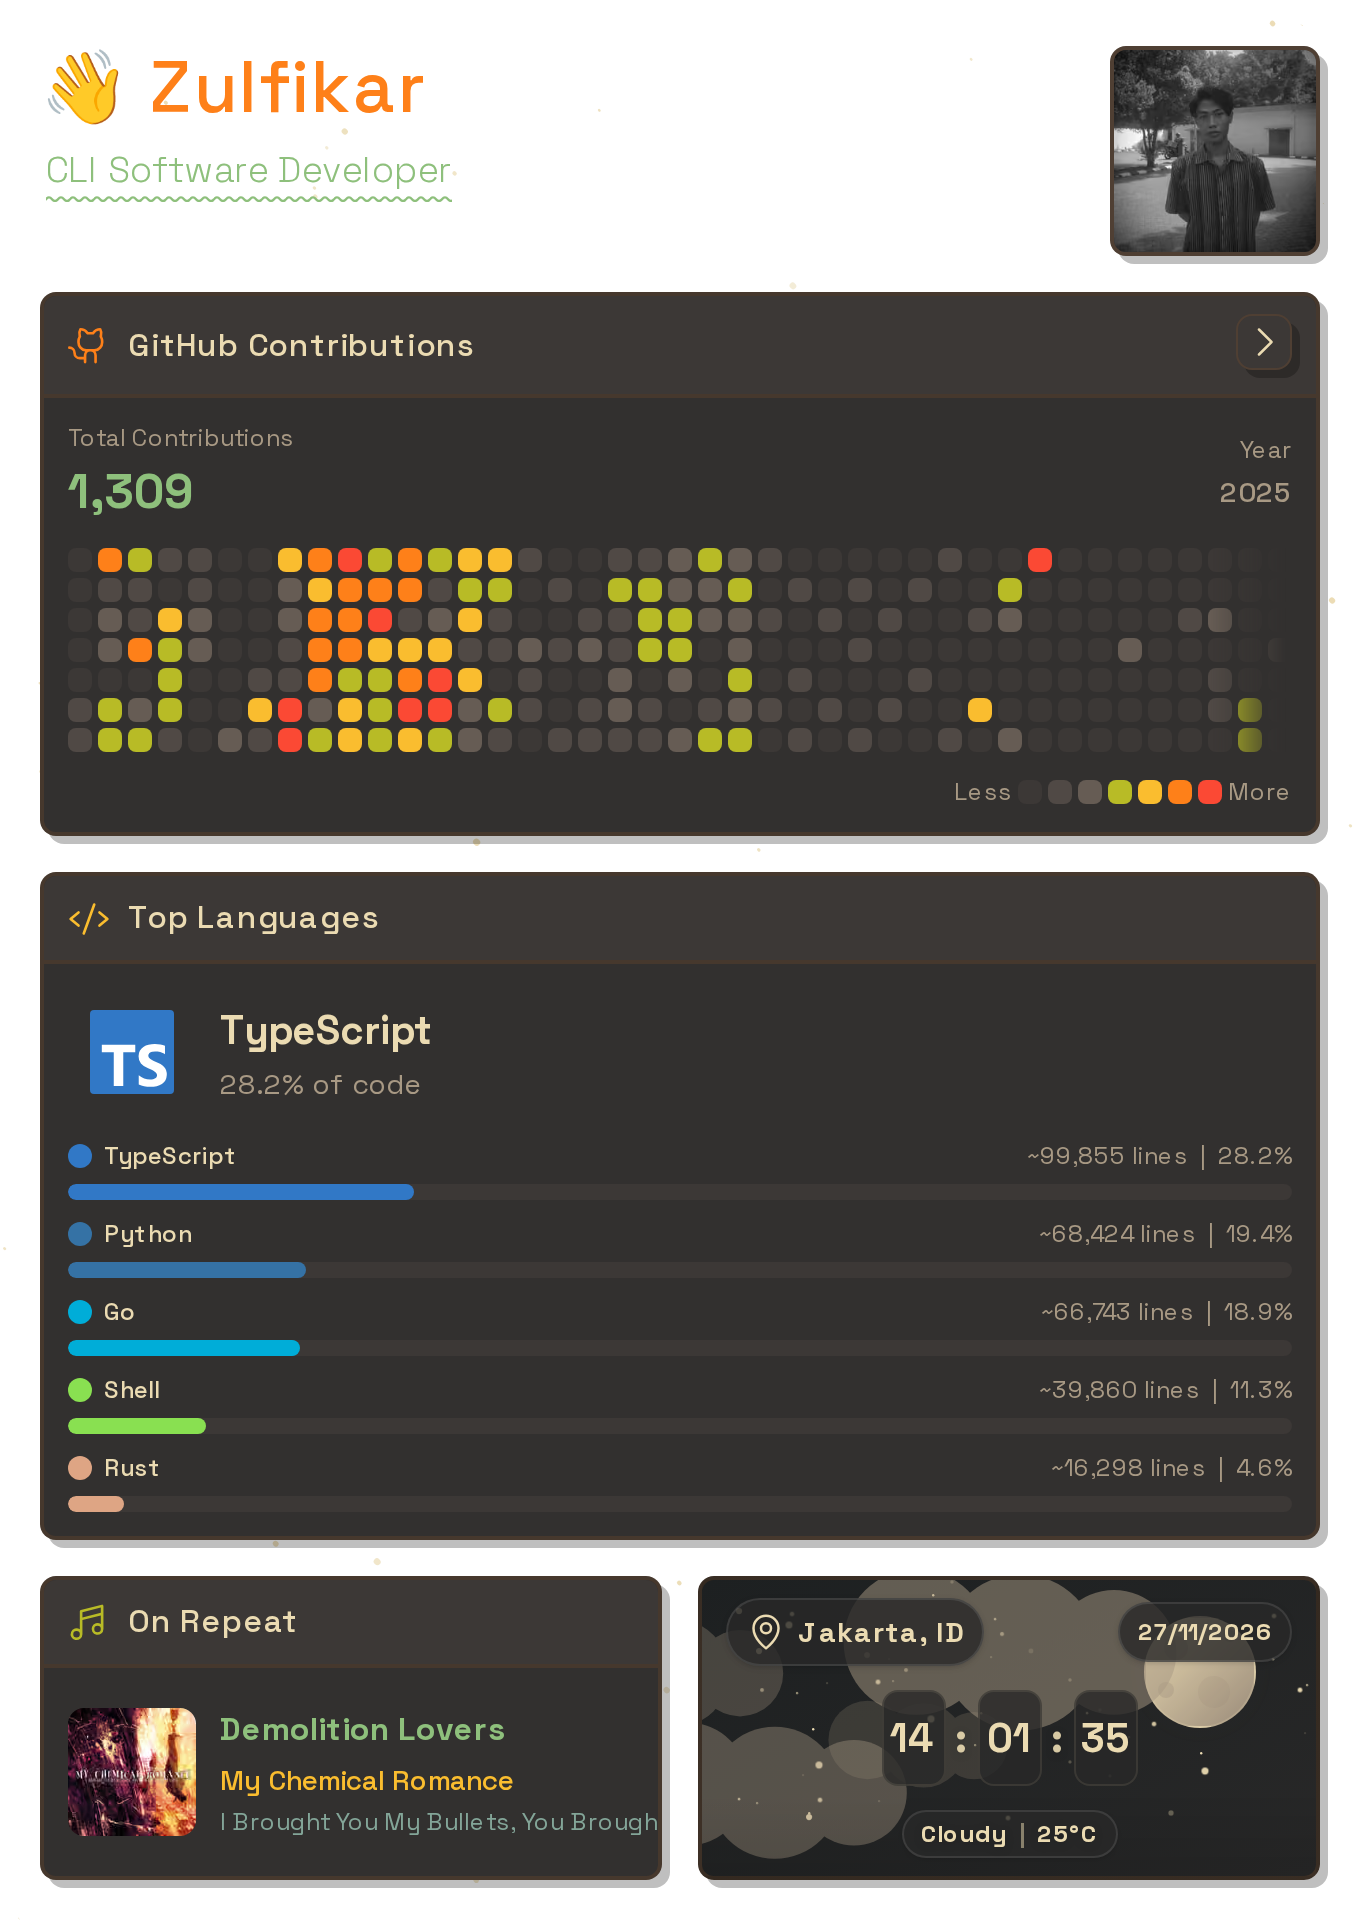 👋 Zulfikar
CLI Software Developer
GitHub Contributions
Total Contributions
1,309
Year
2025
Less More
Top Languages
TS
TypeScript
28.2% of code
TypeScript ~99,855 lines | 28.2%
Python ~68,424 lines | 19.4%
Go ~66,743 lines | 18.9%
Shell ~39,860 lines | 11.3%
Rust ~16,298 lines | 4.6%
On Repeat
MY CHEMICAL ROMANCE
Demolition Lovers
My Chemical Romance
I Brought You My Bullets, You Brough
Jakarta, ID
27/11/2026
14 : 01 : 35
Cloudy | 25°C